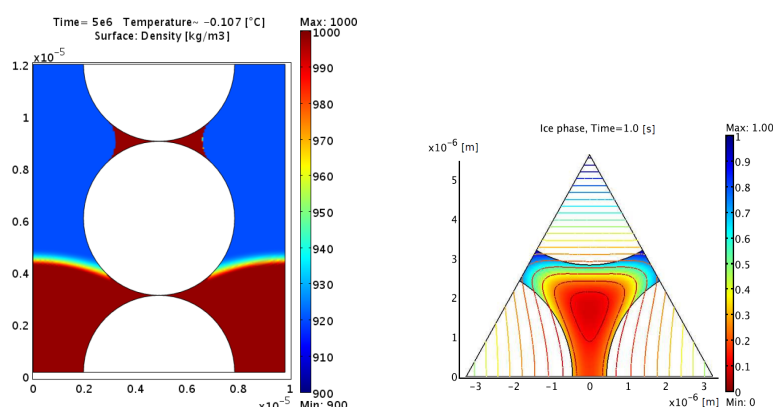 Time= 5e6 Temperature~ -0.107 [°C]
Surface: Density [kg/m3]
Max: 1000
x10^-5
1.2
1
0.8
0.6
0.4
0.2
0
0 0.2 0.4 0.6 0.8 1
x10^-5
1000
990
980
970
960
950
940
930
920
910
900
Min: 900
Ice phase, Time=1.0 [s]
Max: 1.00
x10^-6 [m]
5
4
3
2
1
0
−3 −2 −1 0 1 2 3
x10^-6 [m]
1
0.9
0.8
0.7
0.6
0.5
0.4
0.3
0.2
0.1
0
Min: 0